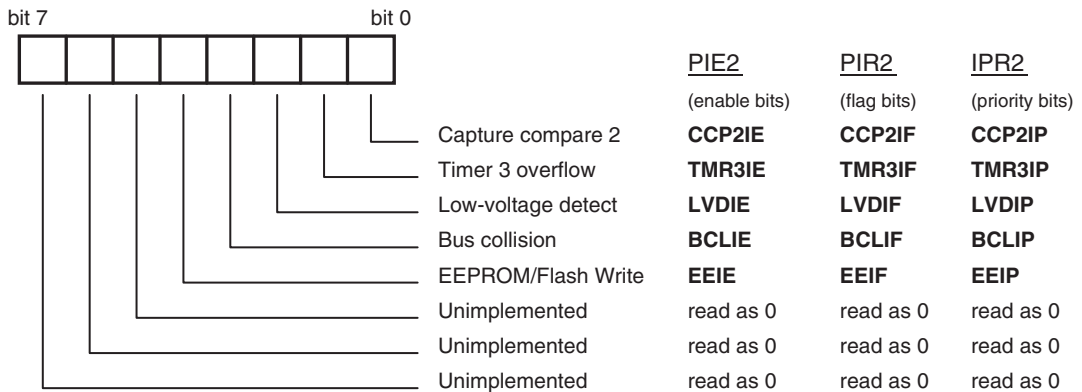 bit 7 bit 0
PIE2 PIR2 IPR2
(enable bits) (flag bits) (priority bits)
Capture compare 2 CCP2IE CCP2IF CCP2IP
Timer 3 overflow TMR3IE TMR3IF TMR3IP
Low-voltage detect LVDIE LVDIF LVDIP
Bus collision BCLIE BCLIF BCLIP
EEPROM/Flash Write EEIE EEIF EEIP
Unimplemented read as 0 read as 0 read as 0
Unimplemented read as 0 read as 0 read as 0
Unimplemented read as 0 read as 0 read as 0